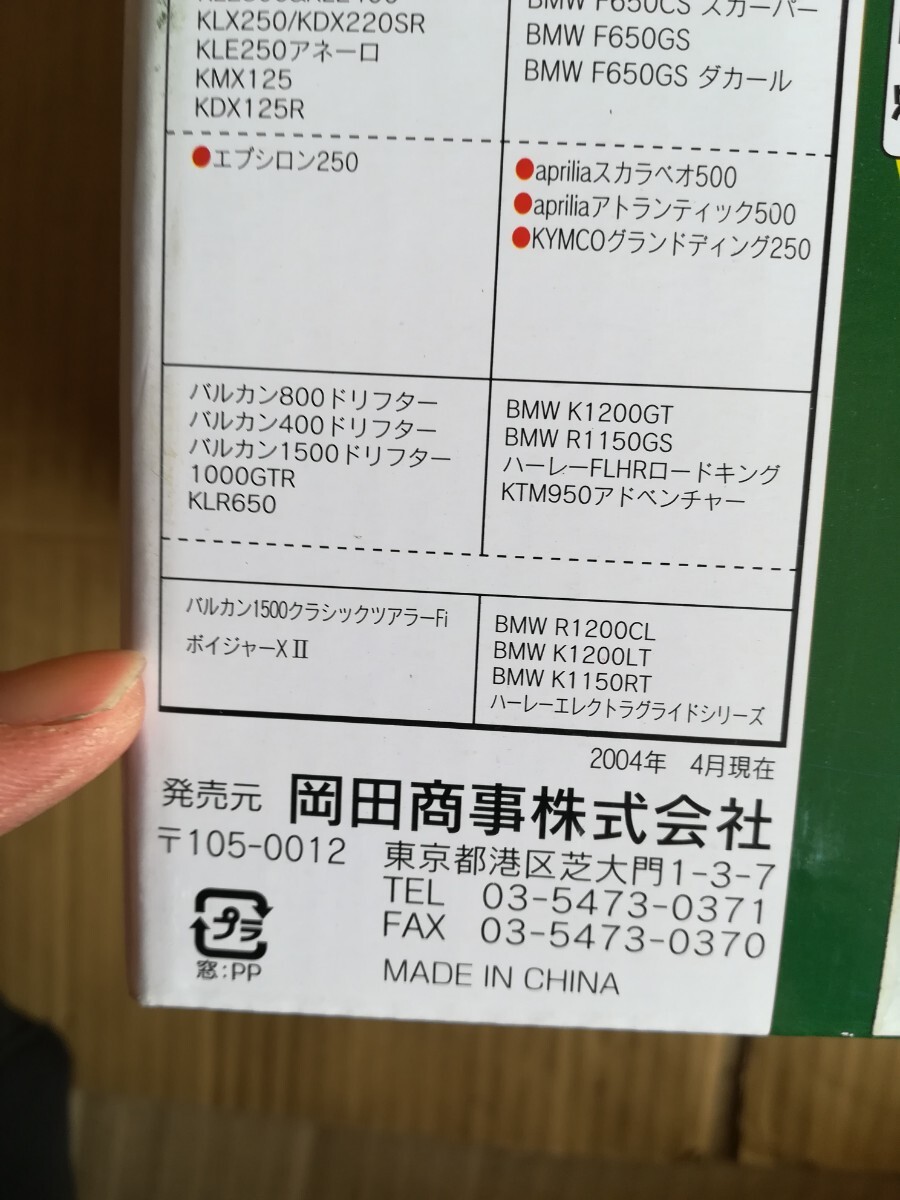 KLX250/KDX220SR
KLE250アネーロ
KMX125
KDX125R
BMW F650CS スカーバー
BMW F650GS
BMW F650GS ダカール
●エプシロン250
●apriliaスカラベオ500
●apriliaアトランティック500
●KYMCOグランドディング250
バルカン800ドリフター
バルカン400ドリフター
バルカン1500ドリフター
1000GTR
KLR650
BMW K1200GT
BMW R1150GS
ハーレーFLHRロードキング
KTM950アドベンチャー
バルカン1500クラシックツアラーFi
ボイジャーXⅡ
BMW R1200CL
BMW K1200LT
BMW K1150RT
ハーレーエレクトラグライドシリーズ
2004年 4月現在
発売元 岡田商事株式会社
〒105-0012 東京都港区芝大門1-3-7
TEL 03-5473-0371
FAX 03-5473-0370
プラ
窓:PP
MADE IN CHINA